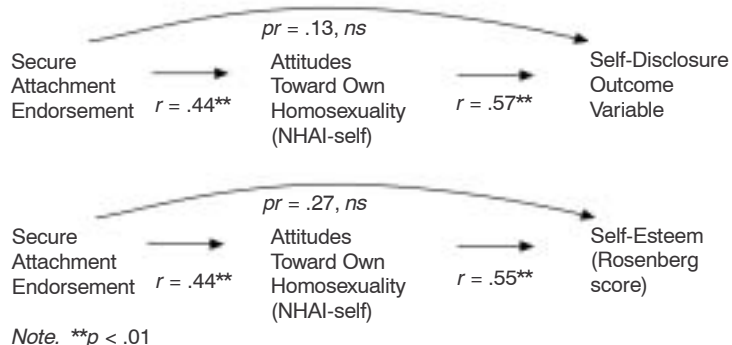 pr = .13, ns
Secure
Attachment
Endorsement
r = .44**
Attitudes
Toward Own
Homosexuality
(NHAI-self)
r = .57**
Self-Disclosure
Outcome
Variable
pr = .27, ns
Secure
Attachment
Endorsement
r = .44**
Attitudes
Toward Own
Homosexuality
(NHAI-self)
r = .55**
Self-Esteem
(Rosenberg
score)
Note. **p < .01